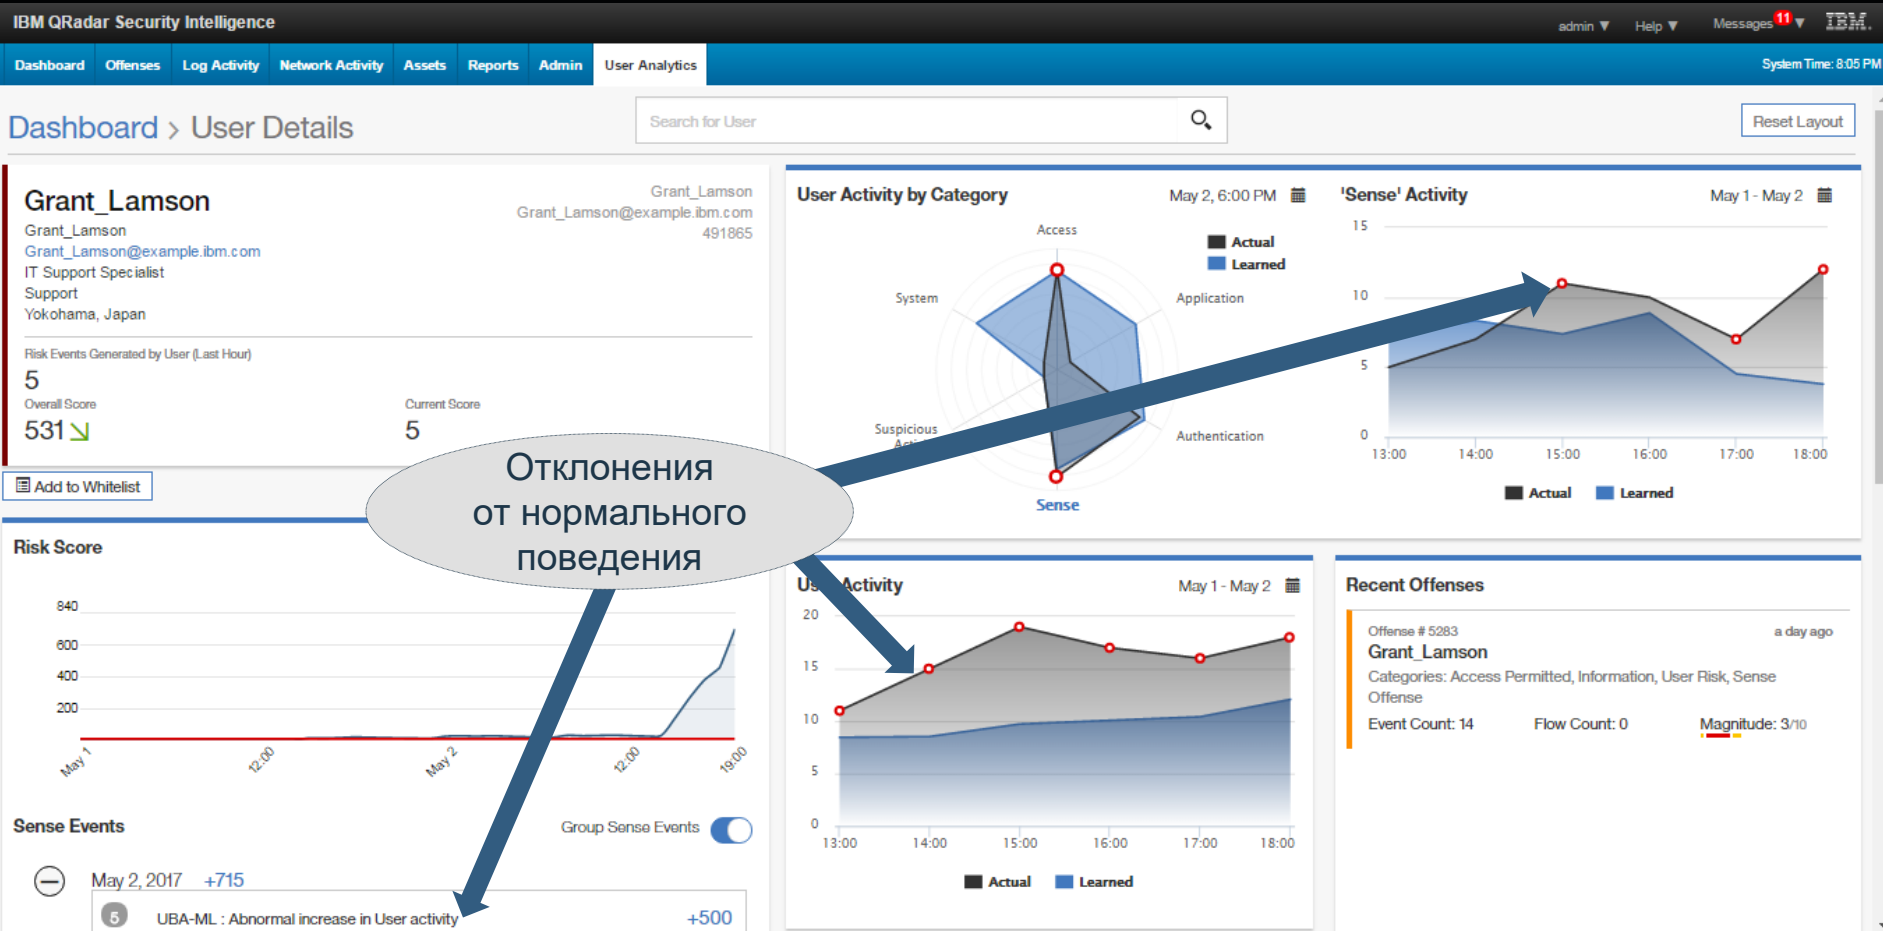 IBM QRadar Security Intelligence
admin Help Messages 11 IBM.
Dashboard Offenses Log Activity Network Activity Assets Reports Admin User Analytics System Time: 8:05 PM
Dashboard > User Details
Search for User
Reset Layout
Grant_Lamson
Grant_Lamson
Grant_Lamson@example.ibm.com
IT Support Specialist
Support
Yokohama, Japan
Grant_Lamson
Grant_Lamson@example.ibm.com
491865
Risk Events Generated by User (Last Hour)
5
Overall Score
531
Current Score
5
Add to Whitelist
Отклонения
от нормального
поведения
User Activity by Category
May 2, 6:00 PM
Access
Application
Authentication
Sense
Suspicious
System
Actual
Learned
'Sense' Activity
May 1 - May 2
15
10
5
0
13:00 14:00 15:00 16:00 17:00 18:00
Actual Learned
Risk Score
840
600
400
200
May 1 12:00 May 2 12:00 19:00
Sense Events
Group Sense Events
May 2, 2017 +715
5 UBA-ML : Abnormal increase in User activity +500
Activity
May 1 - May 2
20
15
10
5
0
13:00 14:00 15:00 16:00 17:00 18:00
Actual Learned
Recent Offenses
Offense # 5283 a day ago
Grant_Lamson
Categories: Access Permitted, Information, User Risk, Sense
Offense
Event Count: 14 Flow Count: 0 Magnitude: 3/10